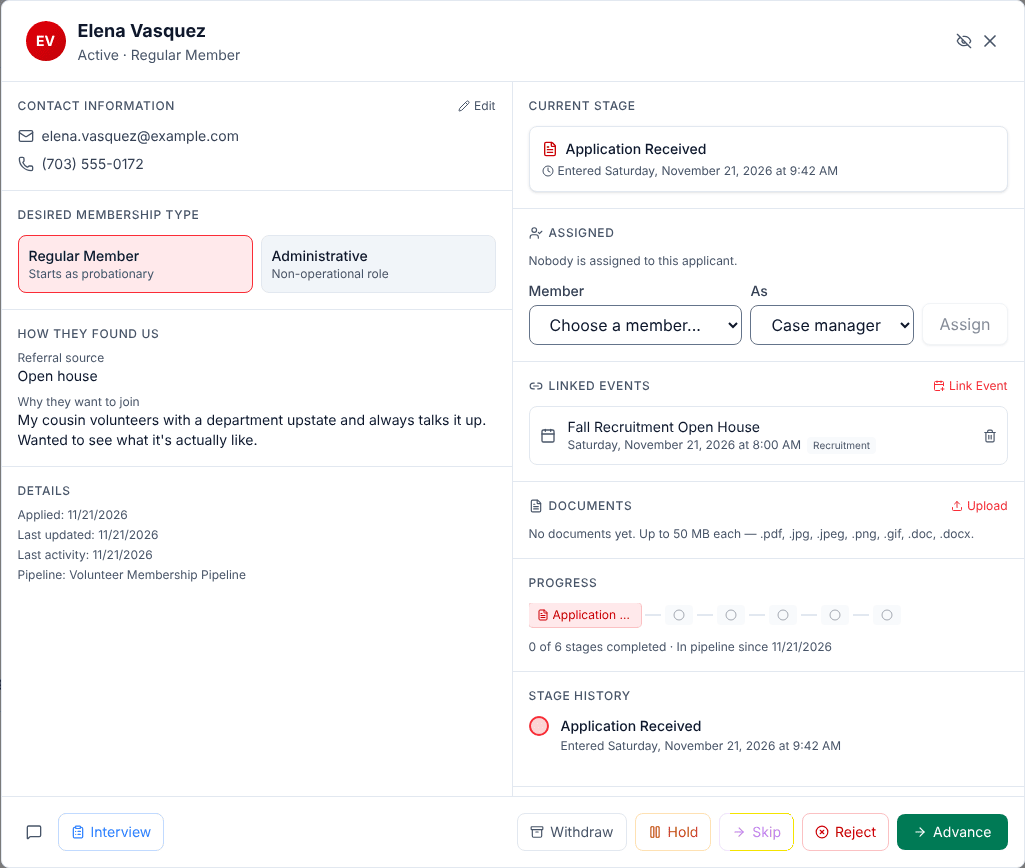 EV
Elena Vasquez
Active · Regular Member
CONTACT INFORMATION
Edit
elena.vasquez@example.com
(703) 555-0172
DESIRED MEMBERSHIP TYPE
Regular Member
Starts as probationary
Administrative
Non-operational role
HOW THEY FOUND US
Referral source
Open house
Why they want to join
My cousin volunteers with a department upstate and always talks it up.
Wanted to see what it's actually like.
DETAILS
Applied: 11/21/2026
Last updated: 11/21/2026
Last activity: 11/21/2026
Pipeline: Volunteer Membership Pipeline
CURRENT STAGE
Application Received
Entered Saturday, November 21, 2026 at 9:42 AM
ASSIGNED
Nobody is assigned to this applicant.
Member
As
Choose a member...
Case manager
Assign
LINKED EVENTS
Link Event
Fall Recruitment Open House
Saturday, November 21, 2026 at 8:00 AM
Recruitment
DOCUMENTS
Upload
No documents yet. Up to 50 MB each — .pdf, .jpg, .jpeg, .png, .gif, .doc, .docx.
PROGRESS
Application ...
0 of 6 stages completed · In pipeline since 11/21/2026
STAGE HISTORY
Application Received
Entered Saturday, November 21, 2026 at 9:42 AM
Interview
Withdraw
Hold
Skip
Reject
Advance